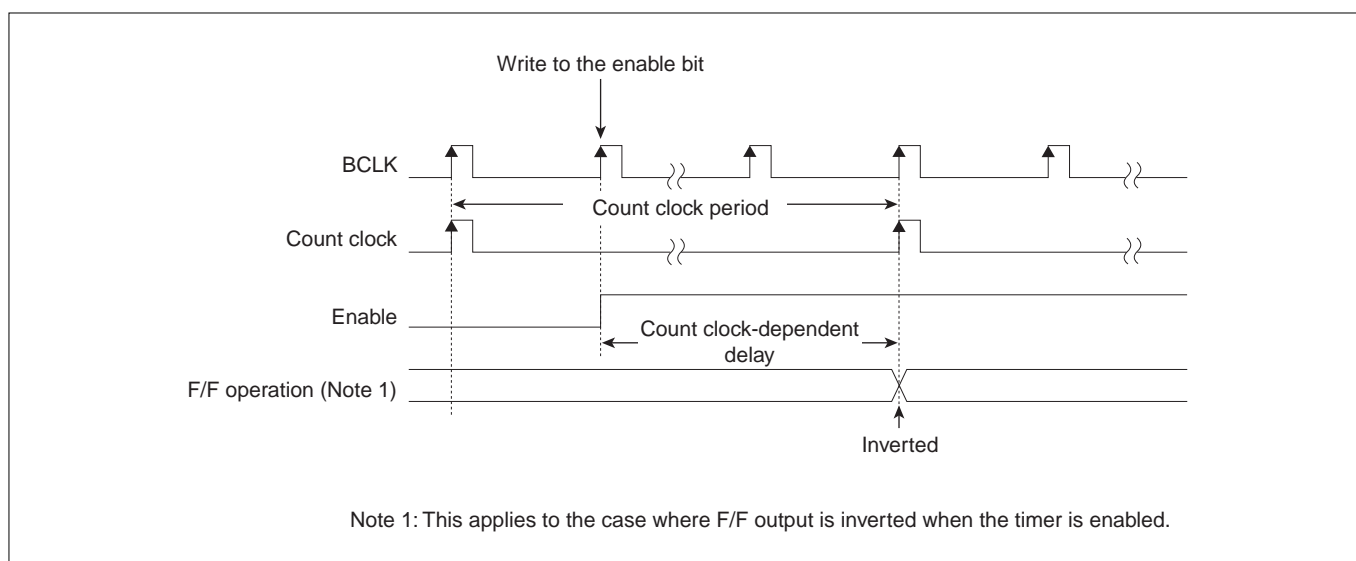 Write to the enable bit
BCLK
Count clock period
Count clock
Enable
Count clock-dependent
delay
F/F operation (Note 1)
Inverted
Note 1: This applies to the case where F/F output is inverted when the timer is enabled.